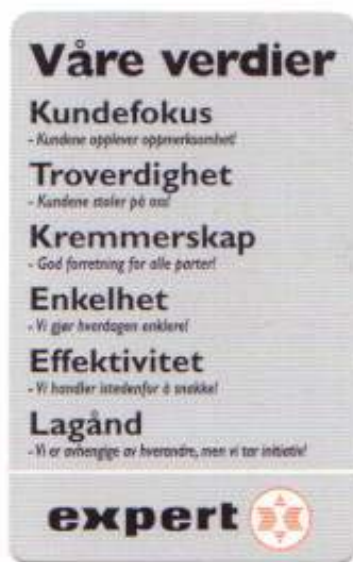 Våre verdier
Kundefokus
- Kundene opplever oppmerksomhet!
Troverdighet
- Kundene stoler på oss!
Kremmerskap
- God forretning for alle parter!
Enkelhet
- Vi gjør hverdagen enklere!
Effektivitet
- Vi handler istedenfor å snakke!
Lagånd
- Vi er avhengige av hverandre, men vi tar initiativ!
expert